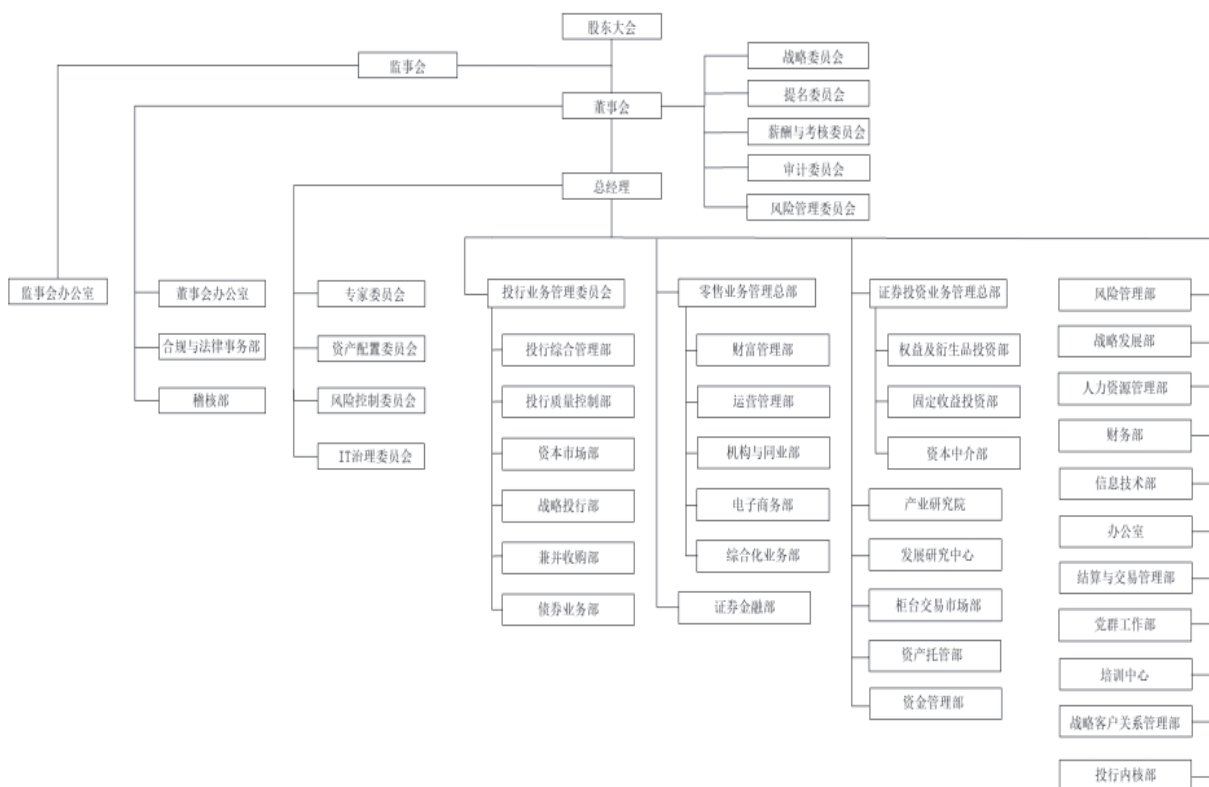 股东大会
监事会
战略委员会
提名委员会
董事会
薪酬与考核委员会
审计委员会
总经理
风险管理委员会
监事会办公室
董事会办公室
合规与法律事务部
稽核部
专家委员会
资产配置委员会
风险控制委员会
IT治理委员会
投行业务管理委员会
投行综合管理部
投行质量控制部
资本市场部
战略投行部
兼并收购部
债券业务部
零售业务管理总部
财富管理部
运营管理部
机构与同业部
电子商务部
综合化业务部
证券金融部
证券投资业务管理总部
权益及衍生品投资部
固定收益投资部
资本中介部
产业研究院
发展研究中心
柜台交易市场部
资产托管部
资金管理部
风险管理部
战略发展部
人力资源管理部
财务部
信息技术部
办公室
结算与交易管理部
党群工作部
培训中心
战略客户关系管理部
投行内核部